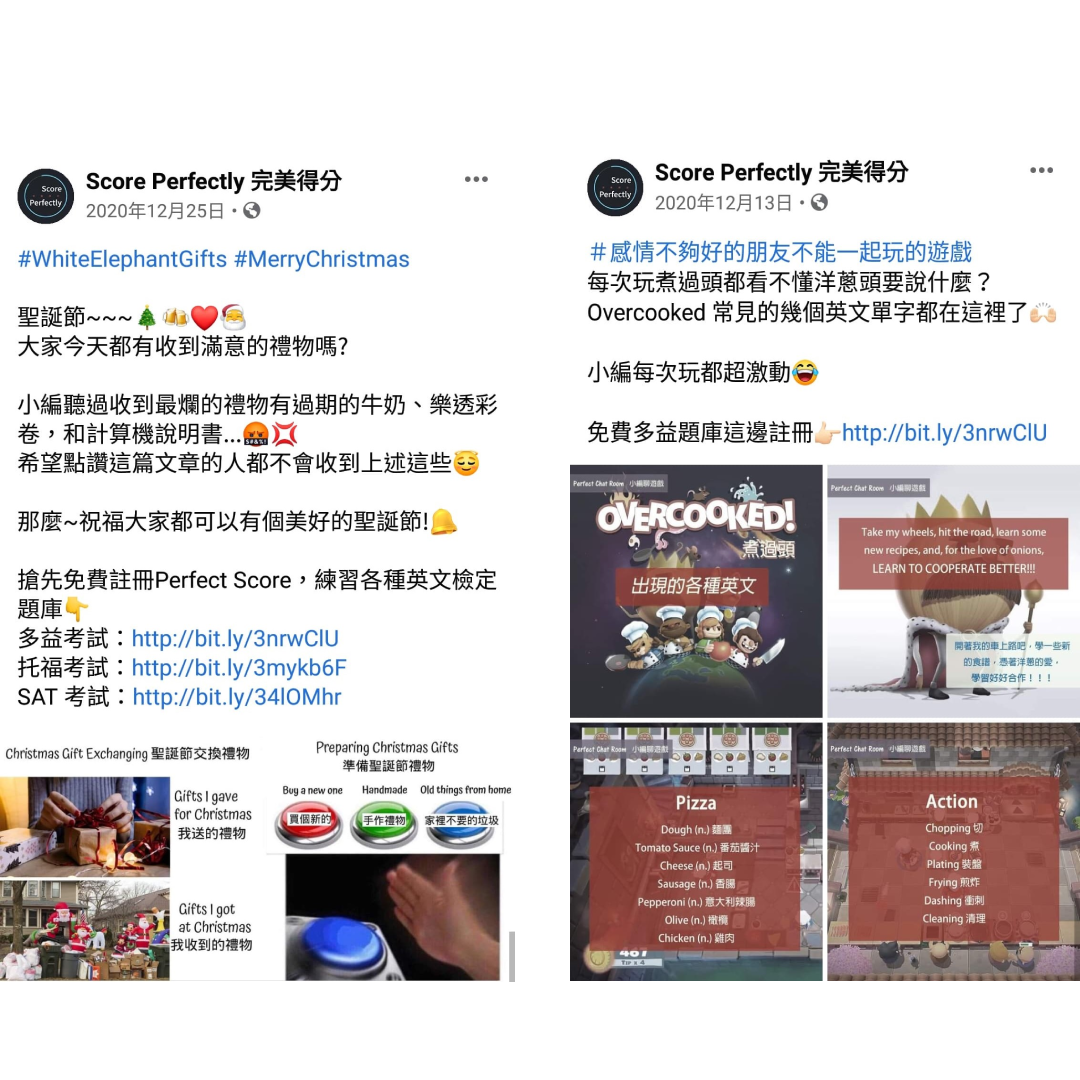 Score Perfectly
Score Perfectly 完美得分
2020年12月25日
#WhiteElephantGifts #MerryChristmas
聖誕節~~~🎄🍻❤️🎅
大家今天都有收到滿意的禮物嗎?
小編聽過收到最爛的禮物有過期的牛奶、樂透彩
卷，和計算機說明書...🤬💢
希望點讚這篇文章的人都不會收到上述這些😇
那麼~祝福大家都可以有個美好的聖誕節!🔔
搶先免費註冊Perfect Score，練習各種英文檢定
題庫👇
多益考試：http://bit.ly/3nrwClU
托福考試：http://bit.ly/3mykb6F
SAT 考試：http://bit.ly/34lOMhr
Christmas Gift Exchanging 聖誕節交換禮物
Gifts I gave
for Christmas
我送的禮物
Gifts I got
at Christmas
我收到的禮物
Preparing Christmas Gifts
準備聖誕節禮物
Buy a new one Handmade Old things from home
買個新的 手作禮物 家裡不要的垃圾
Score Perfectly
Score Perfectly 完美得分
2020年12月13日
＃感情不夠好的朋友不能一起玩的遊戲
每次玩煮過頭都看不懂洋蔥頭要說什麼？
Overcooked 常見的幾個英文單字都在這裡了🙌🏻
小編每次玩都超激動😂
免費多益題庫這邊註冊👉🏻http://bit.ly/3nrwClU
Perfect Chat Room 小編聊遊戲
OVERCOOKED!
煮過頭
出現的各種英文
Perfect Chat Room 小編聊遊戲
Take my wheels, hit the road, learn some
new recipes, and, for the love of onions,
LEARN TO COOPERATE BETTER!!!
開著我的車上路吧，學一些新
的食譜，憑著洋蔥的愛，
學習好好合作！！！
Perfect Chat Room 小編聊遊戲
Pizza
Dough (n.) 麵團
Tomato Sauce (n.) 番茄醬汁
Cheese (n.) 起司
Sausage (n.) 香腸
Pepperoni (n.) 意大利辣腸
Olive (n.) 橄欖
Chicken (n.) 雞肉
467
TIP x 4
Perfect Chat Room 小編聊遊戲
Action
Chopping 切
Cooking 煮
Plating 裝盤
Frying 煎炸
Dashing 衝刺
Cleaning 清理